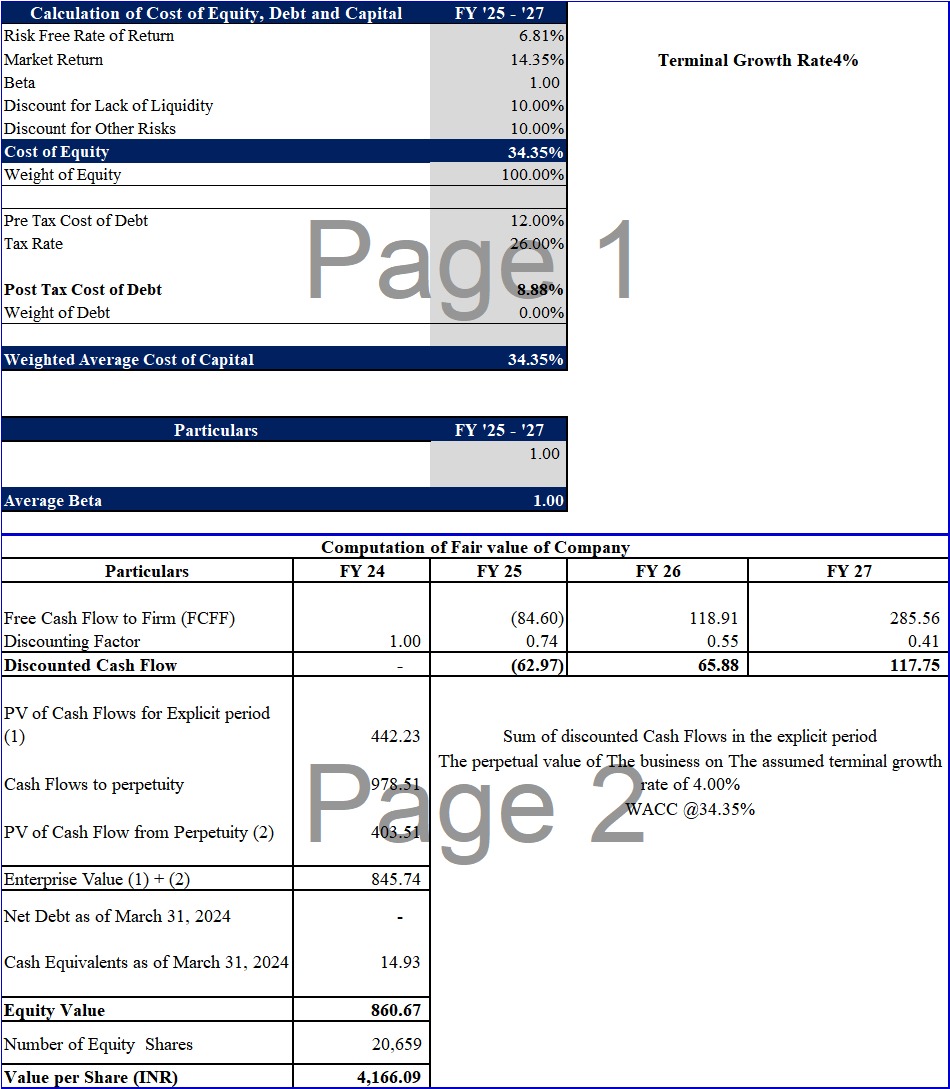 Calculation of Cost of Equity, Debt and Capital FY '25 - '27
Risk Free Rate of Return 6.81%
Market Return 14.35%
Terminal Growth Rate4%
Beta 1.00
Discount for Lack of Liquidity 10.00%
Discount for Other Risks 10.00%
Cost of Equity 34.35%
Weight of Equity 100.00%
Pre Tax Cost of Debt 12.00%
Tax Rate 26.00%
Page 1
Post Tax Cost of Debt 8.88%
Weight of Debt 0.00%
Weighted Average Cost of Capital 34.35%
Particulars FY '25 - '27
1.00
Average Beta 1.00
Computation of Fair value of Company
Particulars FY 24 FY 25 FY 26 FY 27
Free Cash Flow to Firm (FCFF) (84.60) 118.91 285.56
Discounting Factor 1.00 0.74 0.55 0.41
Discounted Cash Flow - (62.97) 65.88 117.75
PV of Cash Flows for Explicit period
(1) 442.23 Sum of discounted Cash Flows in the explicit period
The perpetual value of The business on The assumed terminal growth
Cash Flows to perpetuity 978.51 rate of 4.00%
WACC @34.35%
Page 2
PV of Cash Flow from Perpetuity (2) 403.51
Enterprise Value (1) + (2) 845.74
Net Debt as of March 31, 2024 -
Cash Equivalents as of March 31, 2024 14.93
Equity Value 860.67
Number of Equity Shares 20,659
Value per Share (INR) 4,166.09